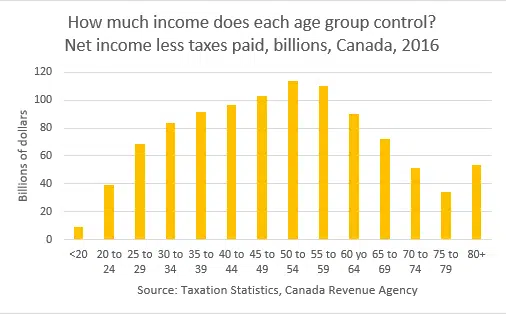 How much income does each age group control?
Net income less taxes paid, billions, Canada, 2016
Billions of dollars
120
100
80
60
40
20
0
<20 20 to 25 to 30 to 35 to 40 to 45 to 50 to 55 to 60 yo 65 to 70 to 75 to 80+
24 29 34 39 44 49 54 59 64 69 74 79
Source: Taxation Statistics, Canada Revenue Agency